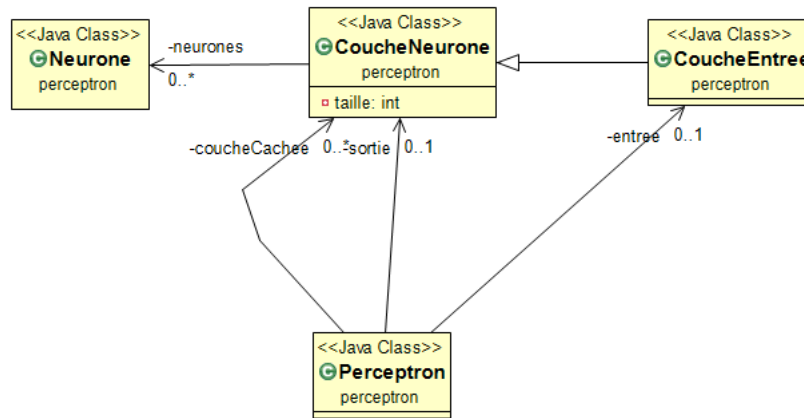 <<Java Class>>
Neurone
perceptron
-neurones
0..*
<<Java Class>>
CoucheNeurone
perceptron
taille: int
<<Java Class>>
CoucheEntree
perceptron
-coucheCachee 0..*
-sortie 0..1
-entree 0..1
<<Java Class>>
Perceptron
perceptron